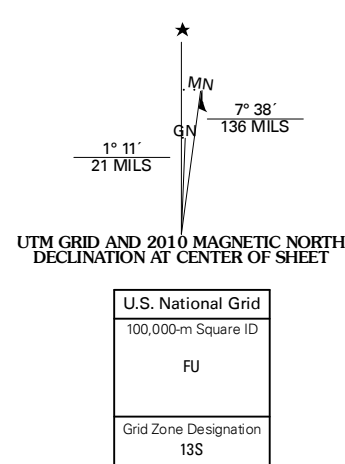 ★
MN
7° 38´
136 MILS
GN
1° 11´
21 MILS
UTM GRID AND 2010 MAGNETIC NORTH
DECLINATION AT CENTER OF SHEET
U.S. National Grid
100,000-m Square ID
FU
Grid Zone Designation
13S